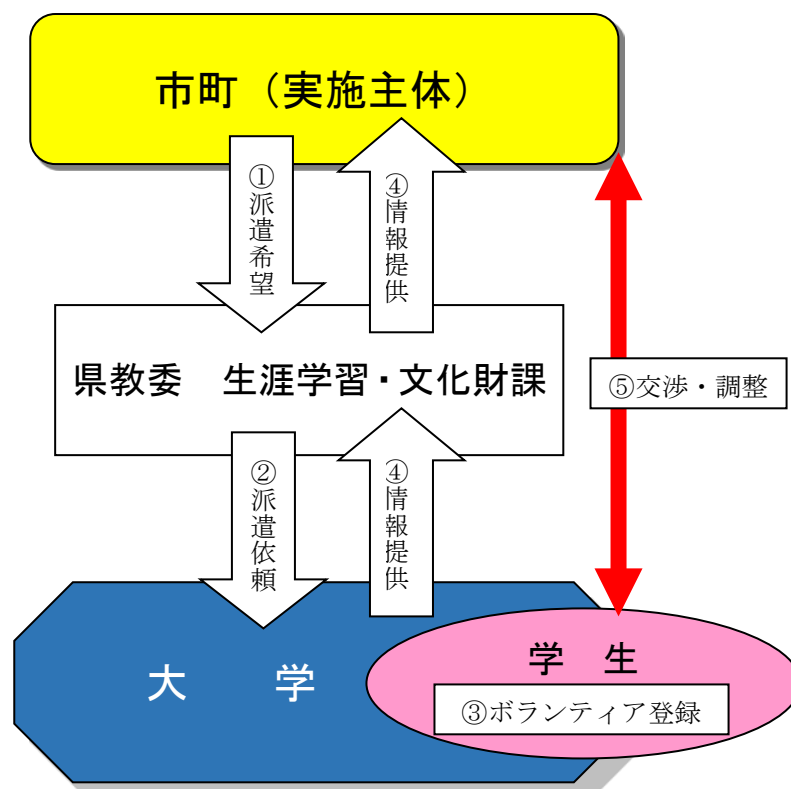 市町（実施主体）
①派遣希望
④情報提供
県教委　生涯学習・文化財課
⑤交渉・調整
②派遣依頼
④情報提供
大　学
学　生
③ボランティア登録